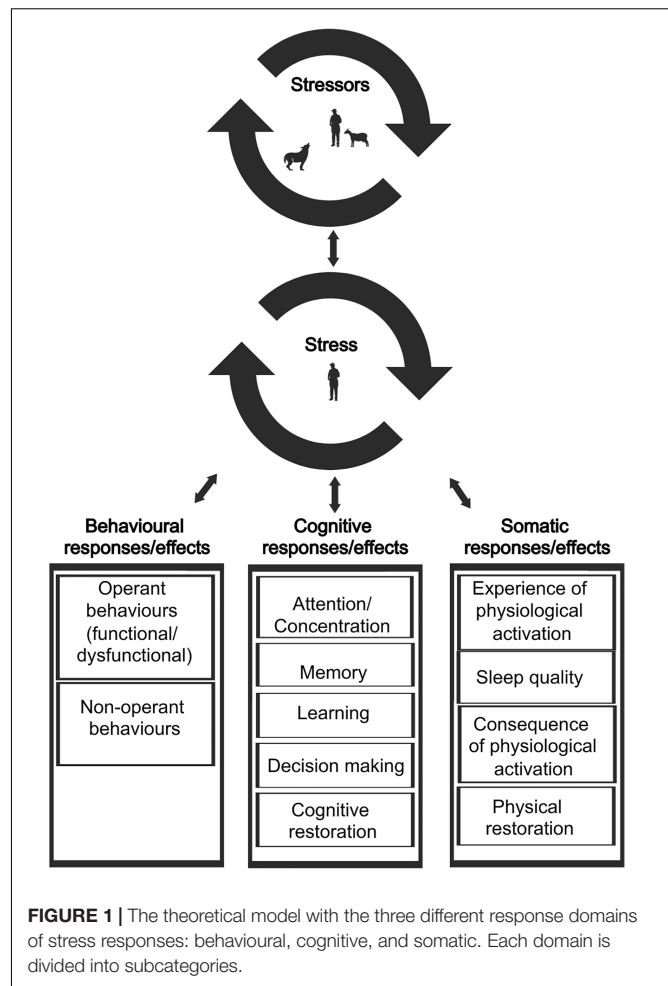 Stressors
Stress
Behavioural
responses/effects
Operant
behaviours
(functional/
dysfunctional)
Non-operant
behaviours
Cognitive
responses/effects
Attention/
Concentration
Memory
Learning
Decision making
Cognitive
restoration
Somatic
responses/effects
Experience of
physiological
activation
Sleep quality
Consequence
of physiological
activation
Physical
restoration
FIGURE 1 | The theoretical model with the three different response domains
of stress responses: behavioural, cognitive, and somatic. Each domain is
divided into subcategories.